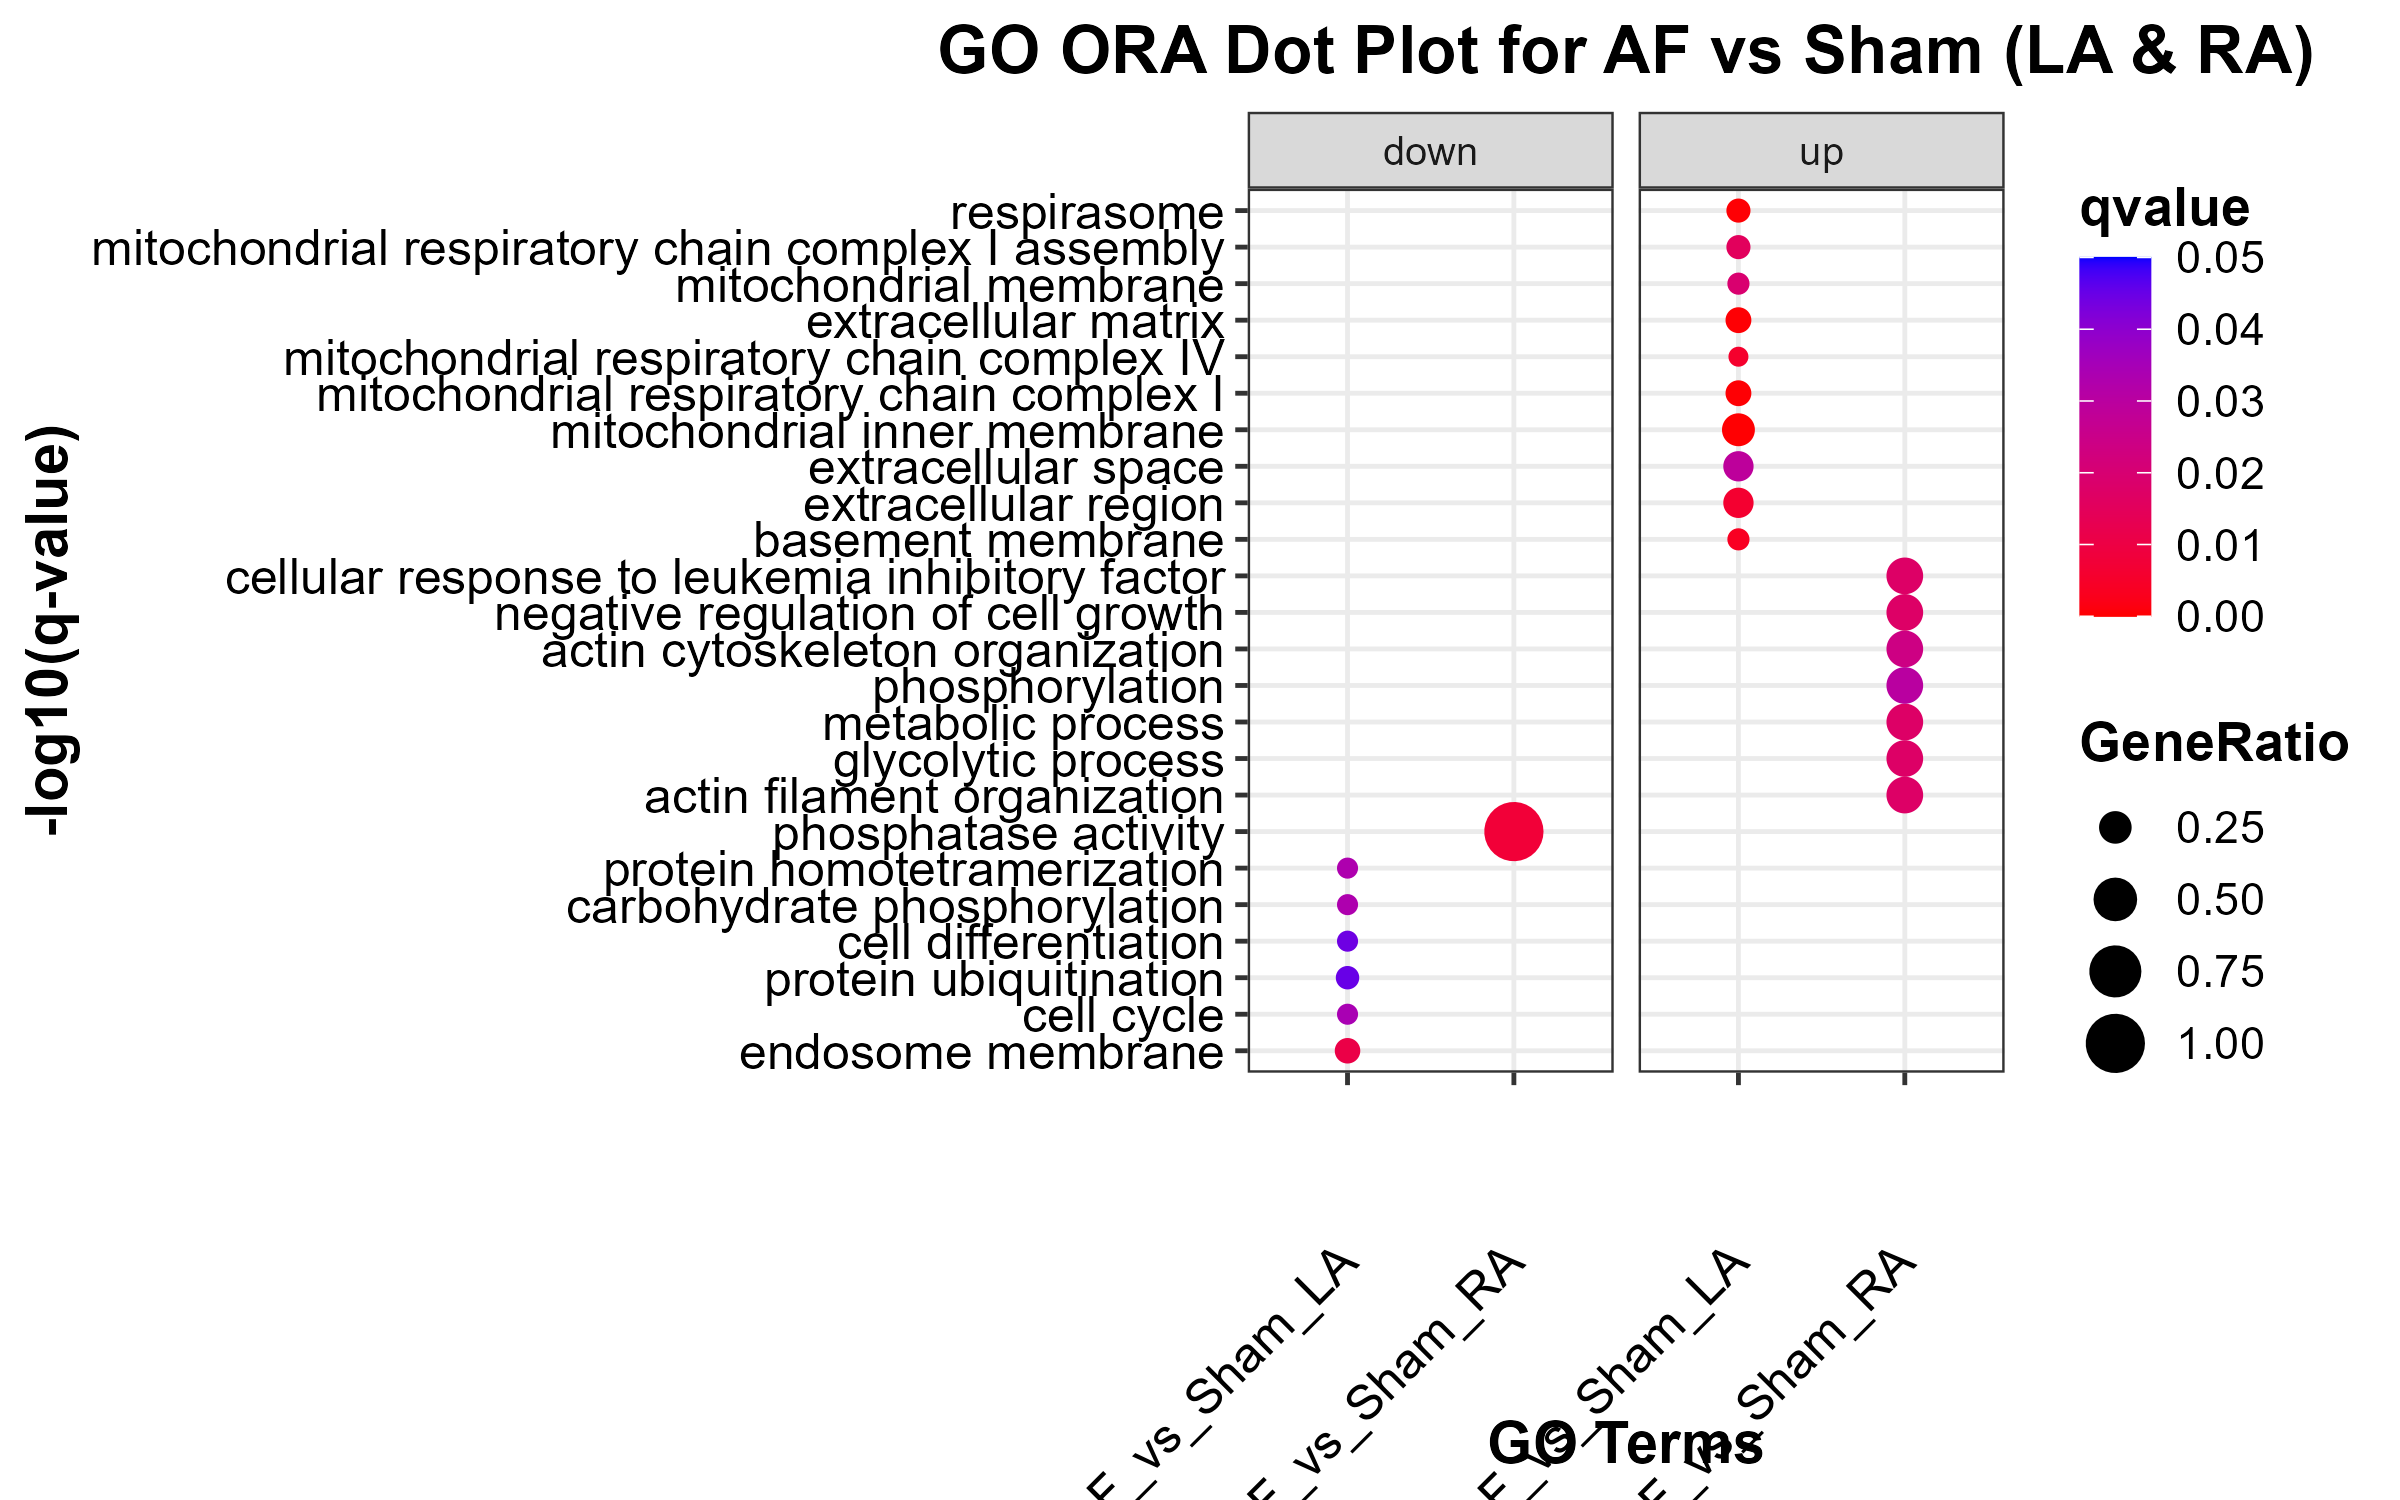 GO ORA Dot Plot for AF vs Sham (LA & RA)
down
up
-log10(q-value)
respirasome
mitochondrial respiratory chain complex I assembly
mitochondrial membrane
extracellular matrix
mitochondrial respiratory chain complex IV
mitochondrial respiratory chain complex I
mitochondrial inner membrane
extracellular space
extracellular region
basement membrane
cellular response to leukemia inhibitory factor
negative regulation of cell growth
actin cytoskeleton organization
phosphorylation
metabolic process
glycolytic process
actin filament organization
phosphatase activity
protein homotetramerization
carbohydrate phosphorylation
cell differentiation
protein ubiquitination
cell cycle
endosome membrane
F_vs_Sham_LA
F_vs_Sham_RA
F_vs_Sham_LA
F_vs_Sham_RA
GO Terms
qvalue
0.05
0.04
0.03
0.02
0.01
0.00
GeneRatio
0.25
0.50
0.75
1.00